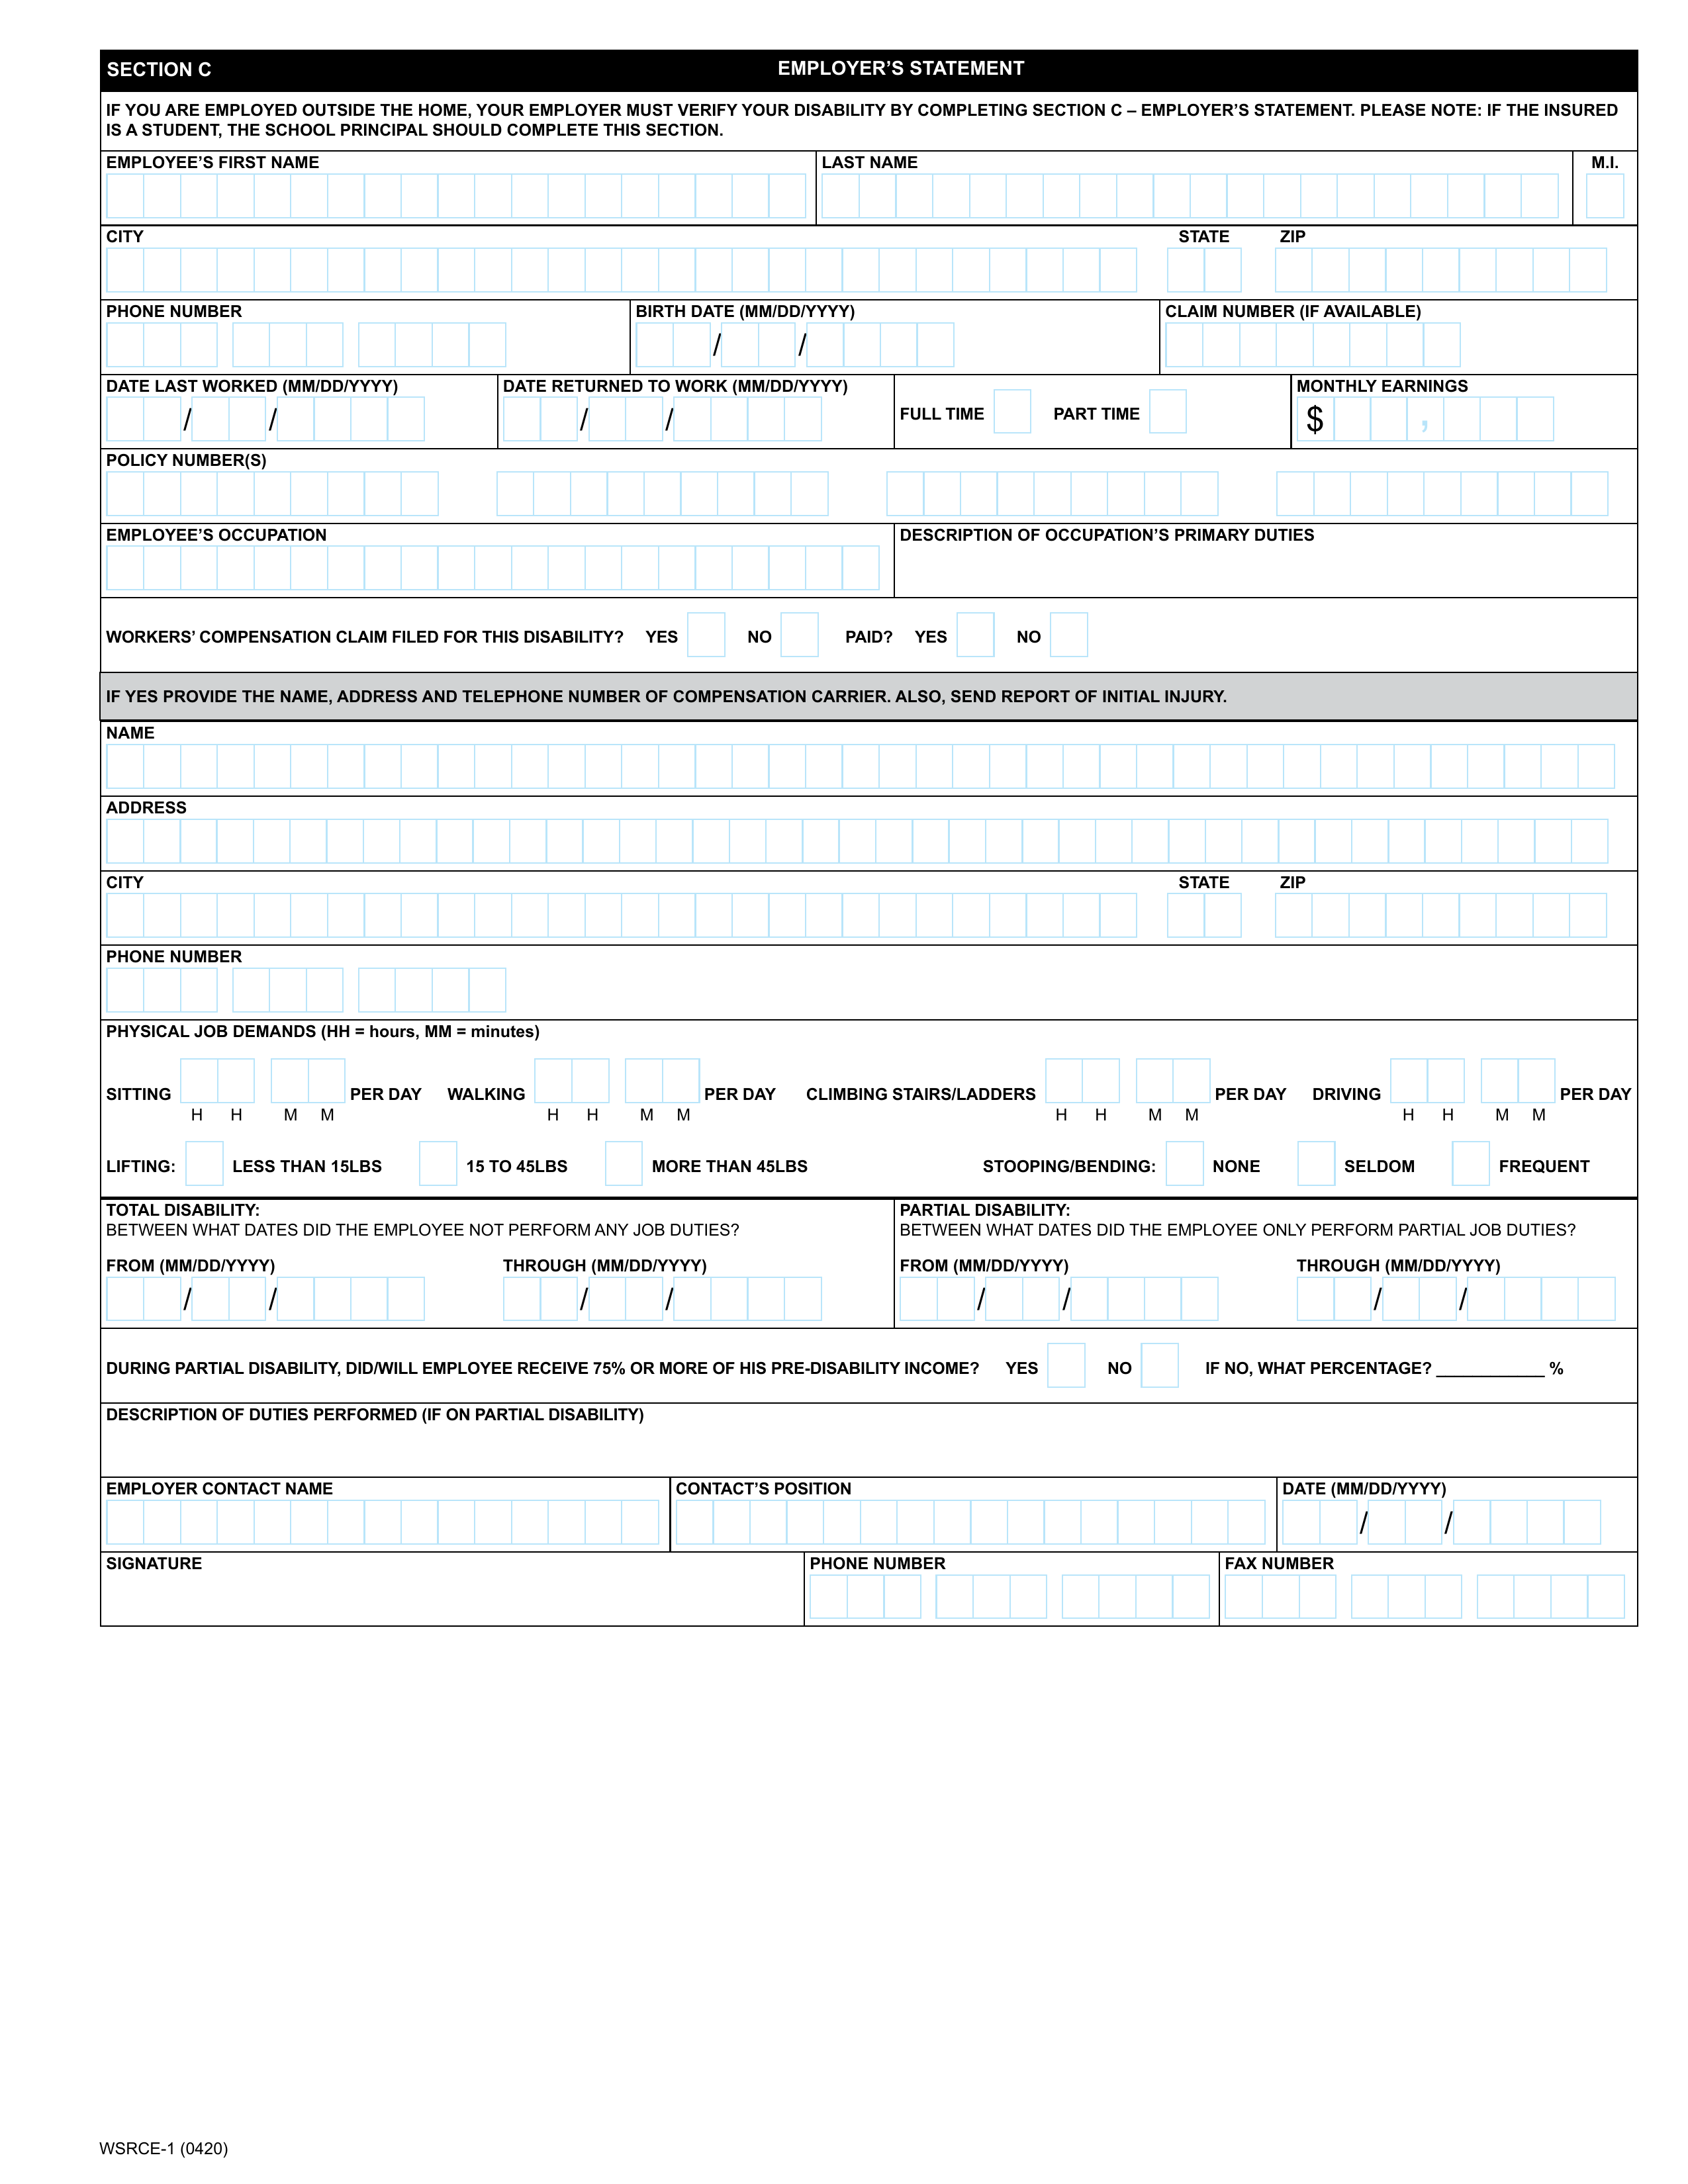 SECTION C EMPLOYER’S STATEMENT
IF YOU ARE EMPLOYED OUTSIDE THE HOME, YOUR EMPLOYER MUST VERIFY YOUR DISABILITY BY COMPLETING SECTION C – EMPLOYER’S STATEMENT. PLEASE NOTE: IF THE INSURED
IS A STUDENT, THE SCHOOL PRINCIPAL SHOULD COMPLETE THIS SECTION.
EMPLOYEE’S FIRST NAME LAST NAME M.I.
CITY STATE ZIP
PHONE NUMBER BIRTH DATE (MM/DD/YYYY) CLAIM NUMBER (IF AVAILABLE)
/ /
DATE LAST WORKED (MM/DD/YYYY) DATE RETURNED TO WORK (MM/DD/YYYY) FULL TIME PART TIME MONTHLY EARNINGS
/ / / / $ ,
POLICY NUMBER(S)
EMPLOYEE’S OCCUPATION DESCRIPTION OF OCCUPATION’S PRIMARY DUTIES
WORKERS’ COMPENSATION CLAIM FILED FOR THIS DISABILITY? YES NO PAID? YES NO
IF YES PROVIDE THE NAME, ADDRESS AND TELEPHONE NUMBER OF COMPENSATION CARRIER. ALSO, SEND REPORT OF INITIAL INJURY.
NAME
ADDRESS
CITY STATE ZIP
PHONE NUMBER
PHYSICAL JOB DEMANDS (HH = hours, MM = minutes)
SITTING PER DAY WALKING PER DAY CLIMBING STAIRS/LADDERS PER DAY DRIVING PER DAY
H H M M H H M M H H M M H H M M
LIFTING: LESS THAN 15LBS 15 TO 45LBS MORE THAN 45LBS STOOPING/BENDING: NONE SELDOM FREQUENT
TOTAL DISABILITY: PARTIAL DISABILITY:
BETWEEN WHAT DATES DID THE EMPLOYEE NOT PERFORM ANY JOB DUTIES? BETWEEN WHAT DATES DID THE EMPLOYEE ONLY PERFORM PARTIAL JOB DUTIES?
FROM (MM/DD/YYYY) THROUGH (MM/DD/YYYY) FROM (MM/DD/YYYY) THROUGH (MM/DD/YYYY)
/ / / / / / / /
DURING PARTIAL DISABILITY, DID/WILL EMPLOYEE RECEIVE 75% OR MORE OF HIS PRE-DISABILITY INCOME? YES NO IF NO, WHAT PERCENTAGE? ____________ %
DESCRIPTION OF DUTIES PERFORMED (IF ON PARTIAL DISABILITY)
EMPLOYER CONTACT NAME CONTACT’S POSITION DATE (MM/DD/YYYY)
/ /
SIGNATURE PHONE NUMBER FAX NUMBER
WSRCE-1 (0420)